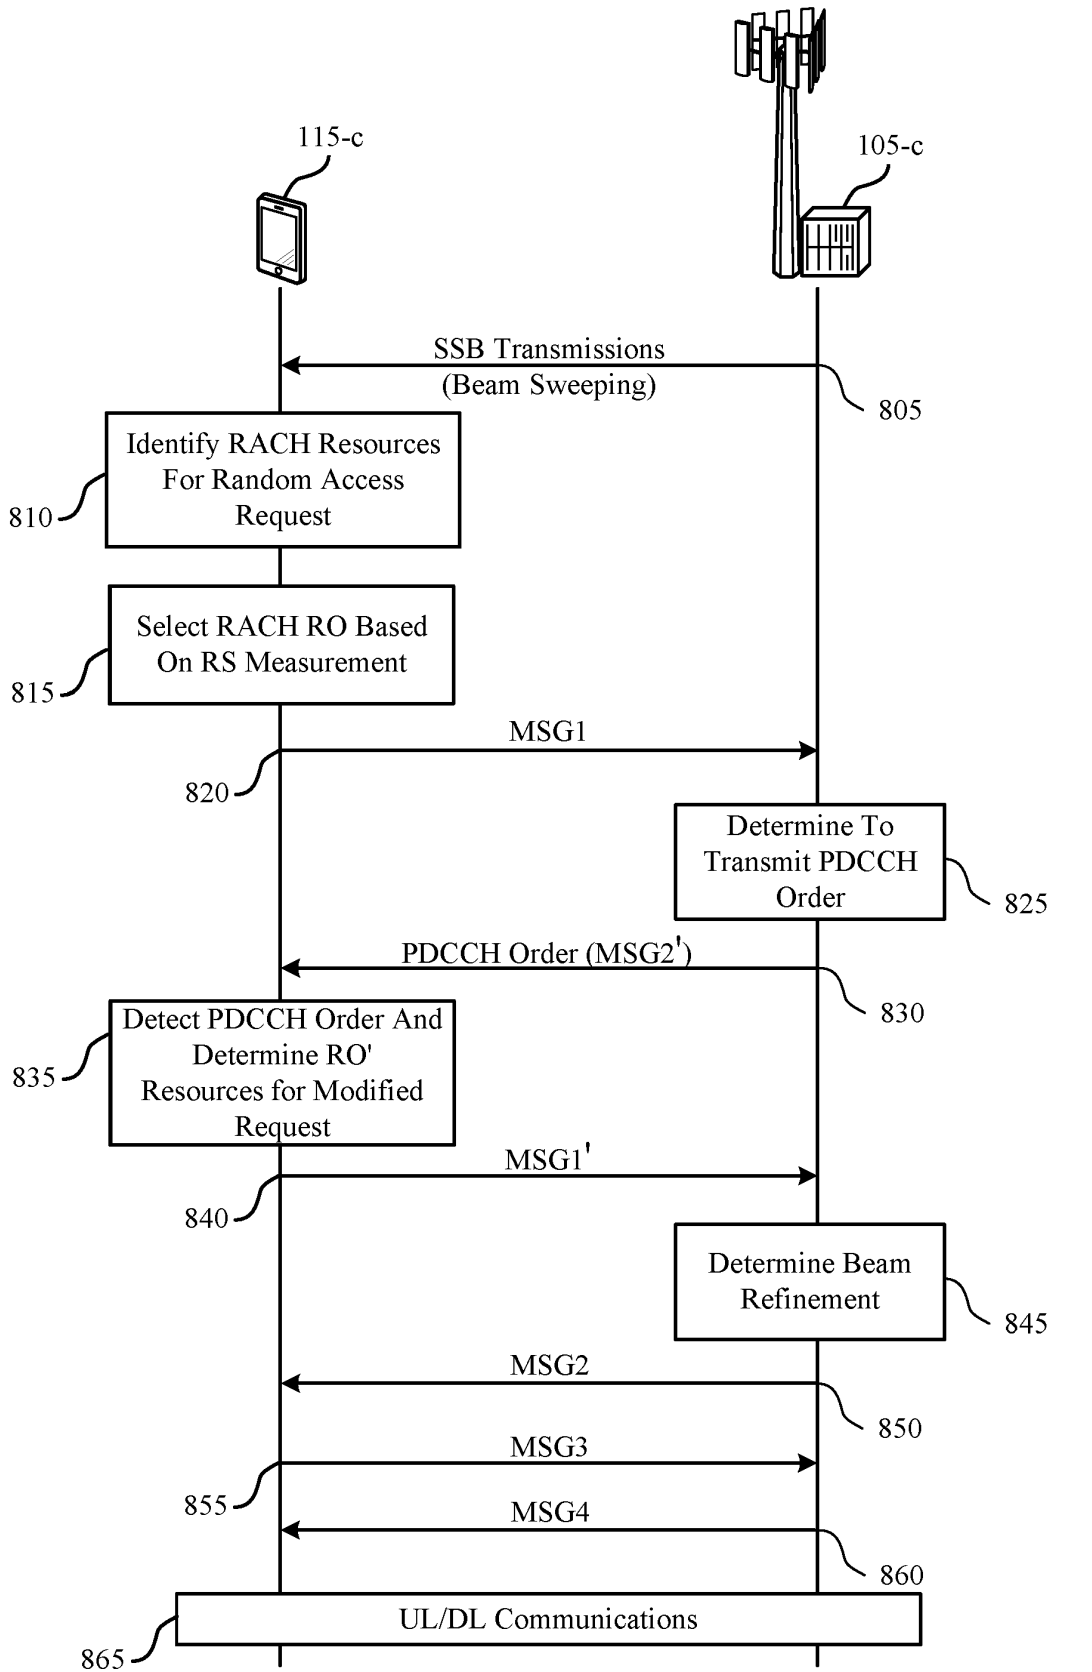 115-c
105-c
SSB Transmissions
(Beam Sweeping)
805
Identify RACH Resources
For Random Access
Request
810
Select RACH RO Based
On RS Measurement
815
MSG1
820
Determine To
Transmit PDCCH
Order
825
PDCCH Order (MSG2')
830
Detect PDCCH Order And
Determine RO'
Resources for Modified
Request
835
MSG1'
840
Determine Beam
Refinement
845
MSG2
850
MSG3
855
MSG4
860
UL/DL Communications
865